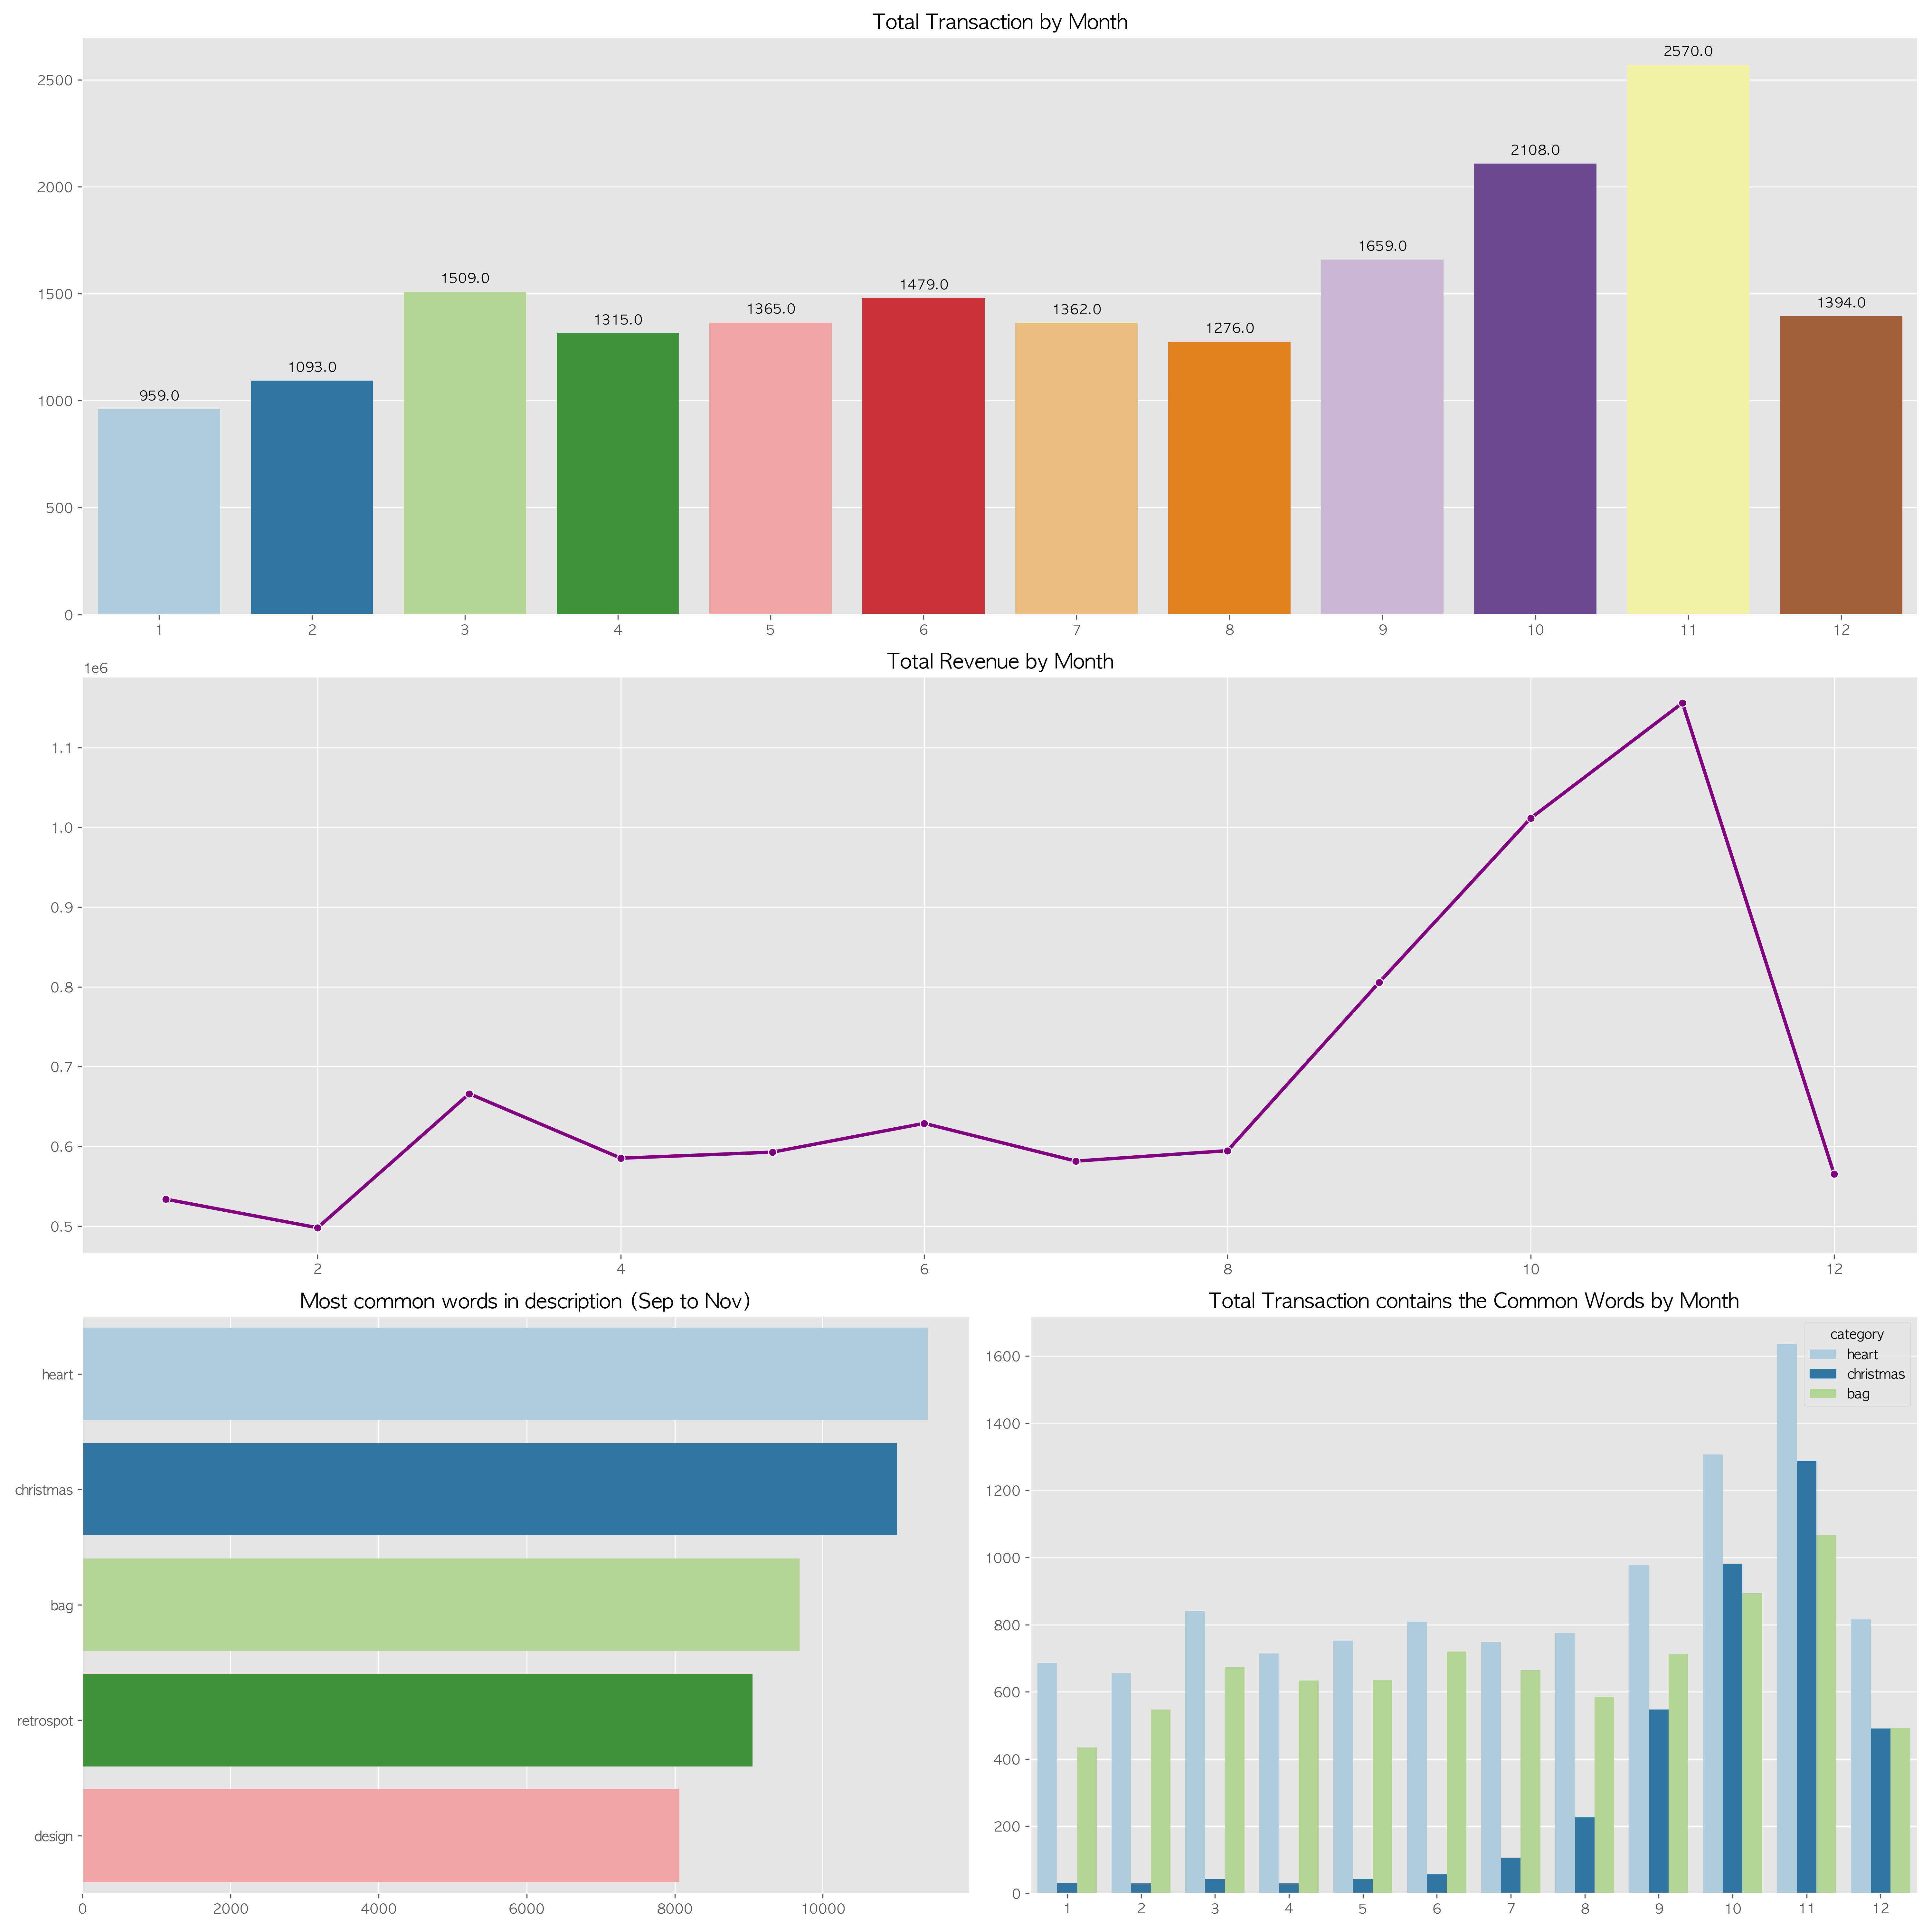 Total Transaction by Month
2500
2000
1500
1000
500
0
959.0
1093.0
1509.0
1315.0
1365.0
1479.0
1362.0
1276.0
1659.0
2108.0
2570.0
1394.0
1 2 3 4 5 6 7 8 9 10 11 12
Total Revenue by Month
1e6
1.1
1.0
0.9
0.8
0.7
0.6
0.5
2 4 6 8 10 12
Most common words in description (Sep to Nov)
heart
christmas
bag
retrospot
design
0 2000 4000 6000 8000 10000
Total Transaction contains the Common Words by Month
category
heart
christmas
bag
1600
1400
1200
1000
800
600
400
200
0
1 2 3 4 5 6 7 8 9 10 11 12